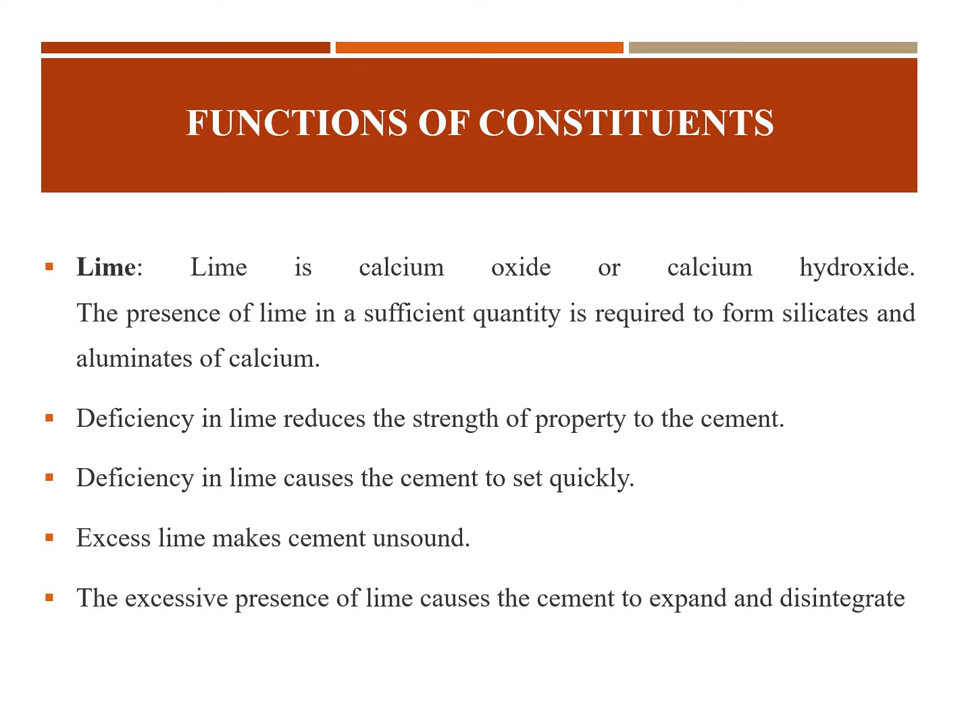 FUNCTIONS OF CONSTITUENTS
▪ Lime: Lime is calcium oxide or calcium hydroxide.
The presence of lime in a sufficient quantity is required to form silicates and
aluminates of calcium.
▪ Deficiency in lime reduces the strength of property to the cement.
▪ Deficiency in lime causes the cement to set quickly.
▪ Excess lime makes cement unsound.
▪ The excessive presence of lime causes the cement to expand and disintegrate